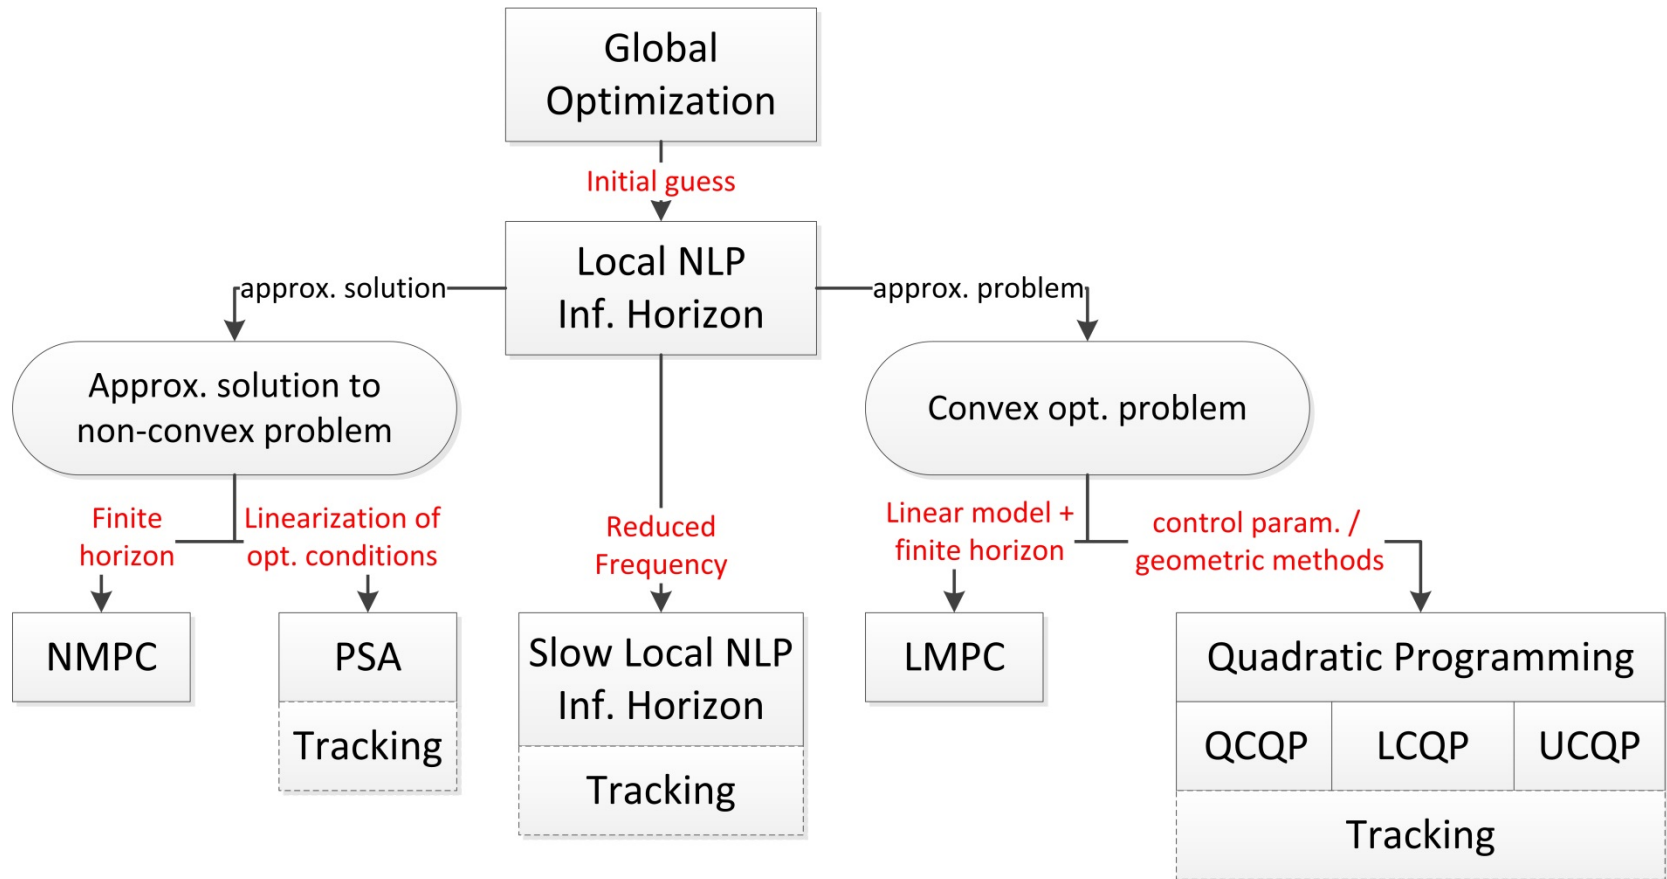 Global
Optimization
Initial guess
Local NLP
Inf. Horizon
approx. solution
approx. problem
Approx. solution to
non-convex problem
Convex opt. problem
Finite
horizon
Linearization of
opt. conditions
Reduced
Frequency
Linear model +
finite horizon
control param. /
geometric methods
NMPC
PSA
Tracking
Slow Local NLP
Inf. Horizon
Tracking
LMPC
Quadratic Programming
QCQP
LCQP
UCQP
Tracking